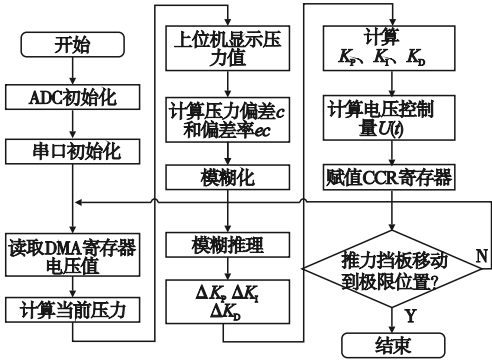 开始
ADC初始化
串口初始化
读取DMA寄存器
电压值
计算当前压力
上位机显示压
力值
计算压力偏差c
和偏差率ec
模糊化
模糊推理
ΔKP ΔKI
ΔKD
计算
KP、KI、KD
计算电压控制
量U(t)
赋值CCR寄存器
推力挡板移动
到极限位置?
N
Y
结束